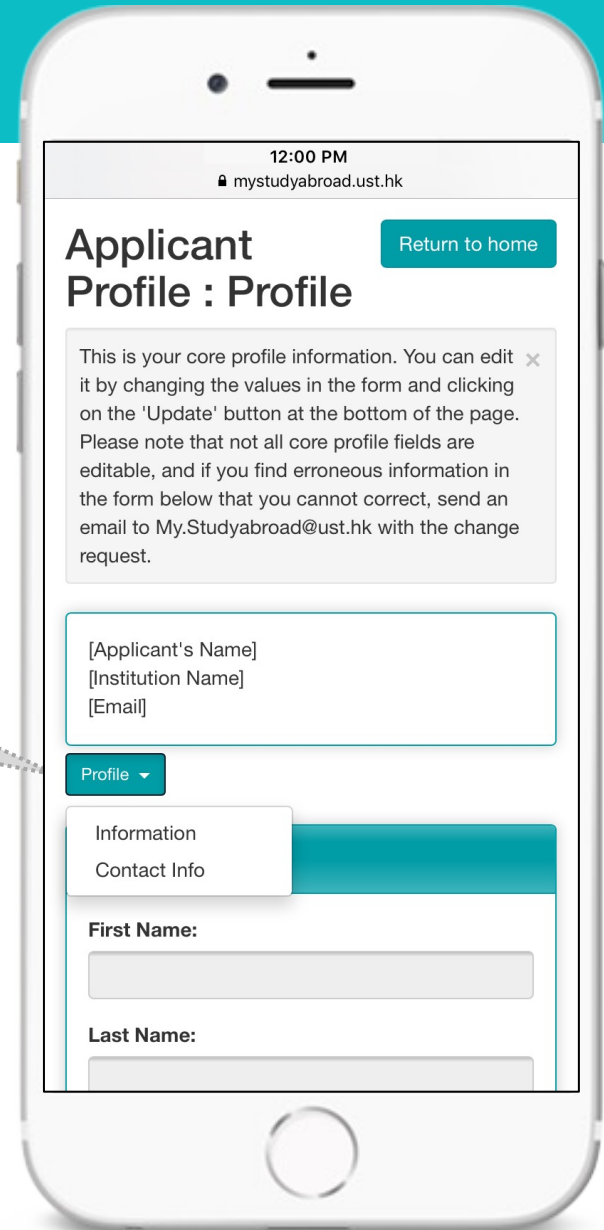 12:00 PM
mystudyabroad.ust.hk
Applicant
Profile : Profile
Return to home
This is your core profile information. You can edit ×
it by changing the values in the form and clicking
on the 'Update' button at the bottom of the page.
Please note that not all core profile fields are
editable, and if you find erroneous information in
the form below that you cannot correct, send an
email to My.Studyabroad@ust.hk with the change
request.
[Applicant's Name]
[Institution Name]
[Email]
Profile
Information
Contact Info
First Name:
Last Name: